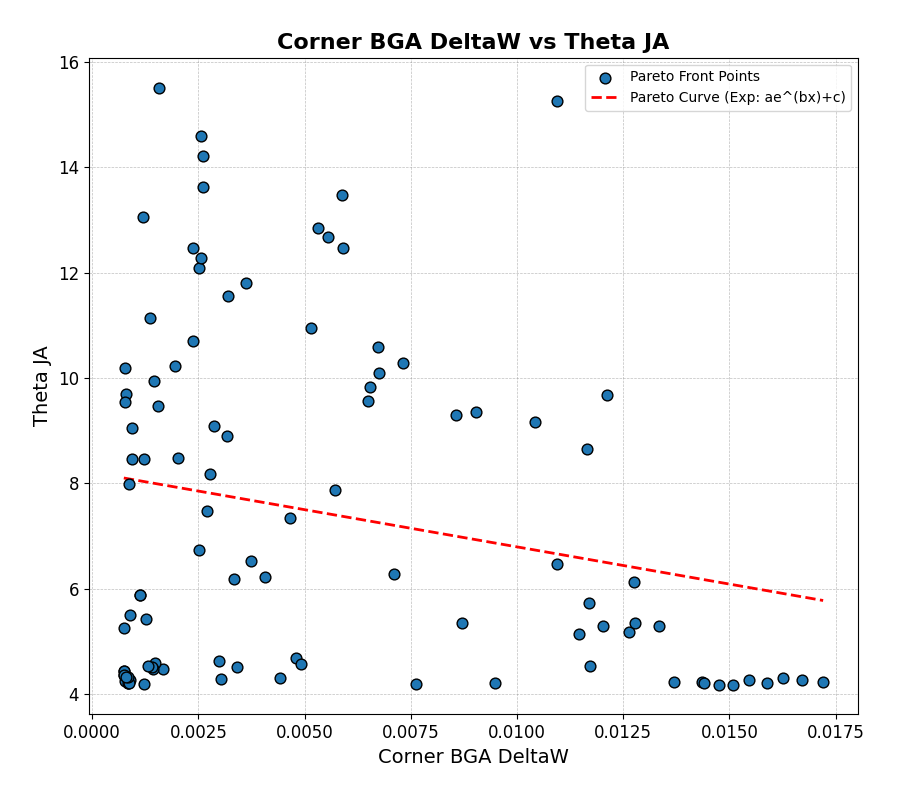 Corner BGA DeltaW vs Theta JA
Pareto Front Points
Pareto Curve (Exp: ae^(bx)+c)
16
14
12
10
8
6
4
Theta JA
0.0000 0.0025 0.0050 0.0075 0.0100 0.0125 0.0150 0.0175
Corner BGA DeltaW